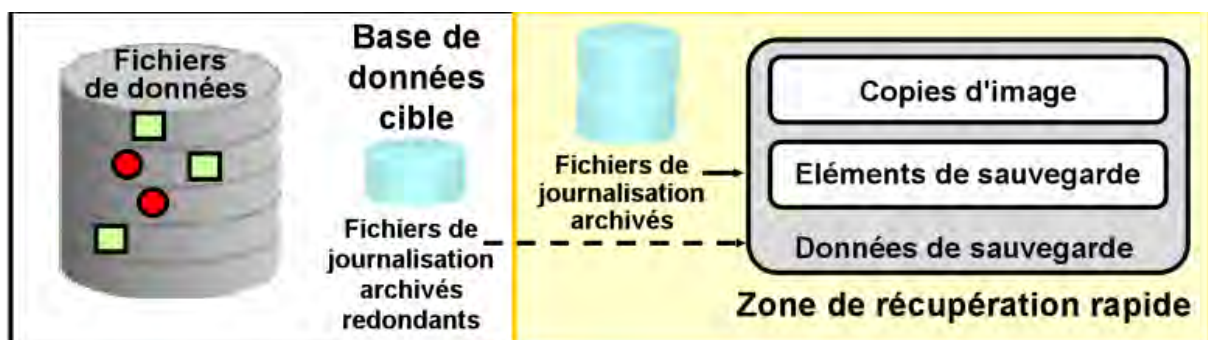 Fichiers
de données
Base de
données
cible
Fichiers de
journalisation
archivés
redondants
Fichiers de
journalisation
archivés
Copies d'image
Eléments de sauvegarde
Données de sauvegarde
Zone de récupération rapide